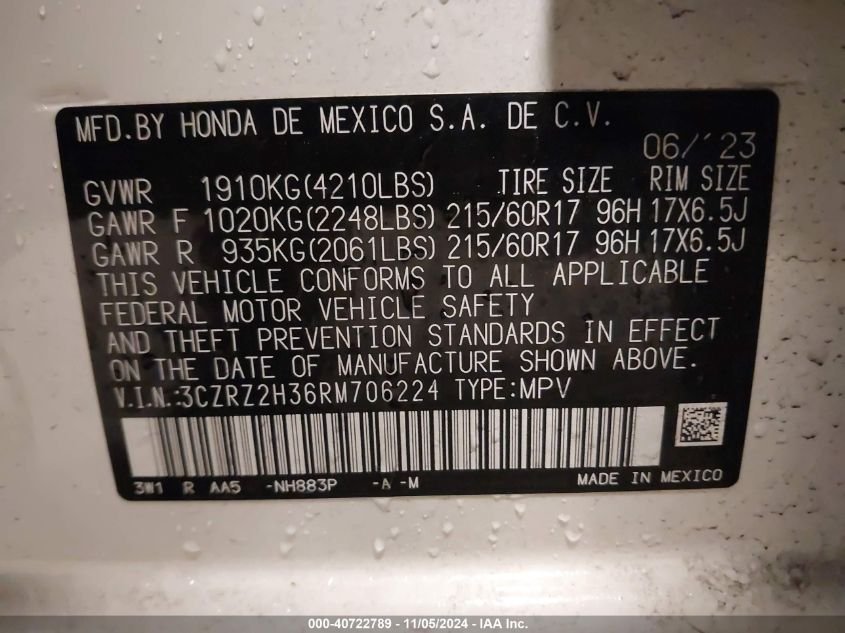 MFD.BY HONDA DE MEXICO S.A. DE C.V.
06/'23
GVWR 1910KG(4210LBS) TIRE SIZE RIM SIZE
GAWR F 1020KG(2248LBS) 215/60R17 96H 17X6.5J
GAWR R 935KG(2061LBS) 215/60R17 96H 17X6.5J
THIS VEHICLE CONFORMS TO ALL APPLICABLE
FEDERAL MOTOR VEHICLE SAFETY
AND THEFT PREVENTION STANDARDS IN EFFECT
ON THE DATE OF MANUFACTURE SHOWN ABOVE.
V.I.N.:3CZRZ2H36RM706224 TYPE:MPV
3W1 R AA5 -NH883P -A -M MADE IN MEXICO
000-40722789 - 11/05/2024 - IAA Inc.